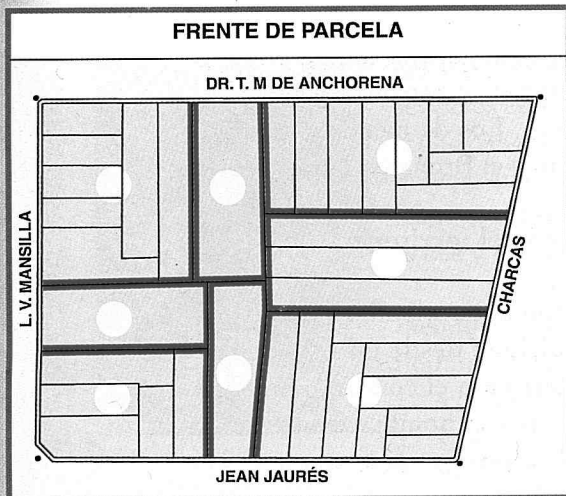 FRENTE DE PARCELA
DR. T. M DE ANCHORENA
L. V. MANSILLA
CHARCAS
JEAN JAURÉS